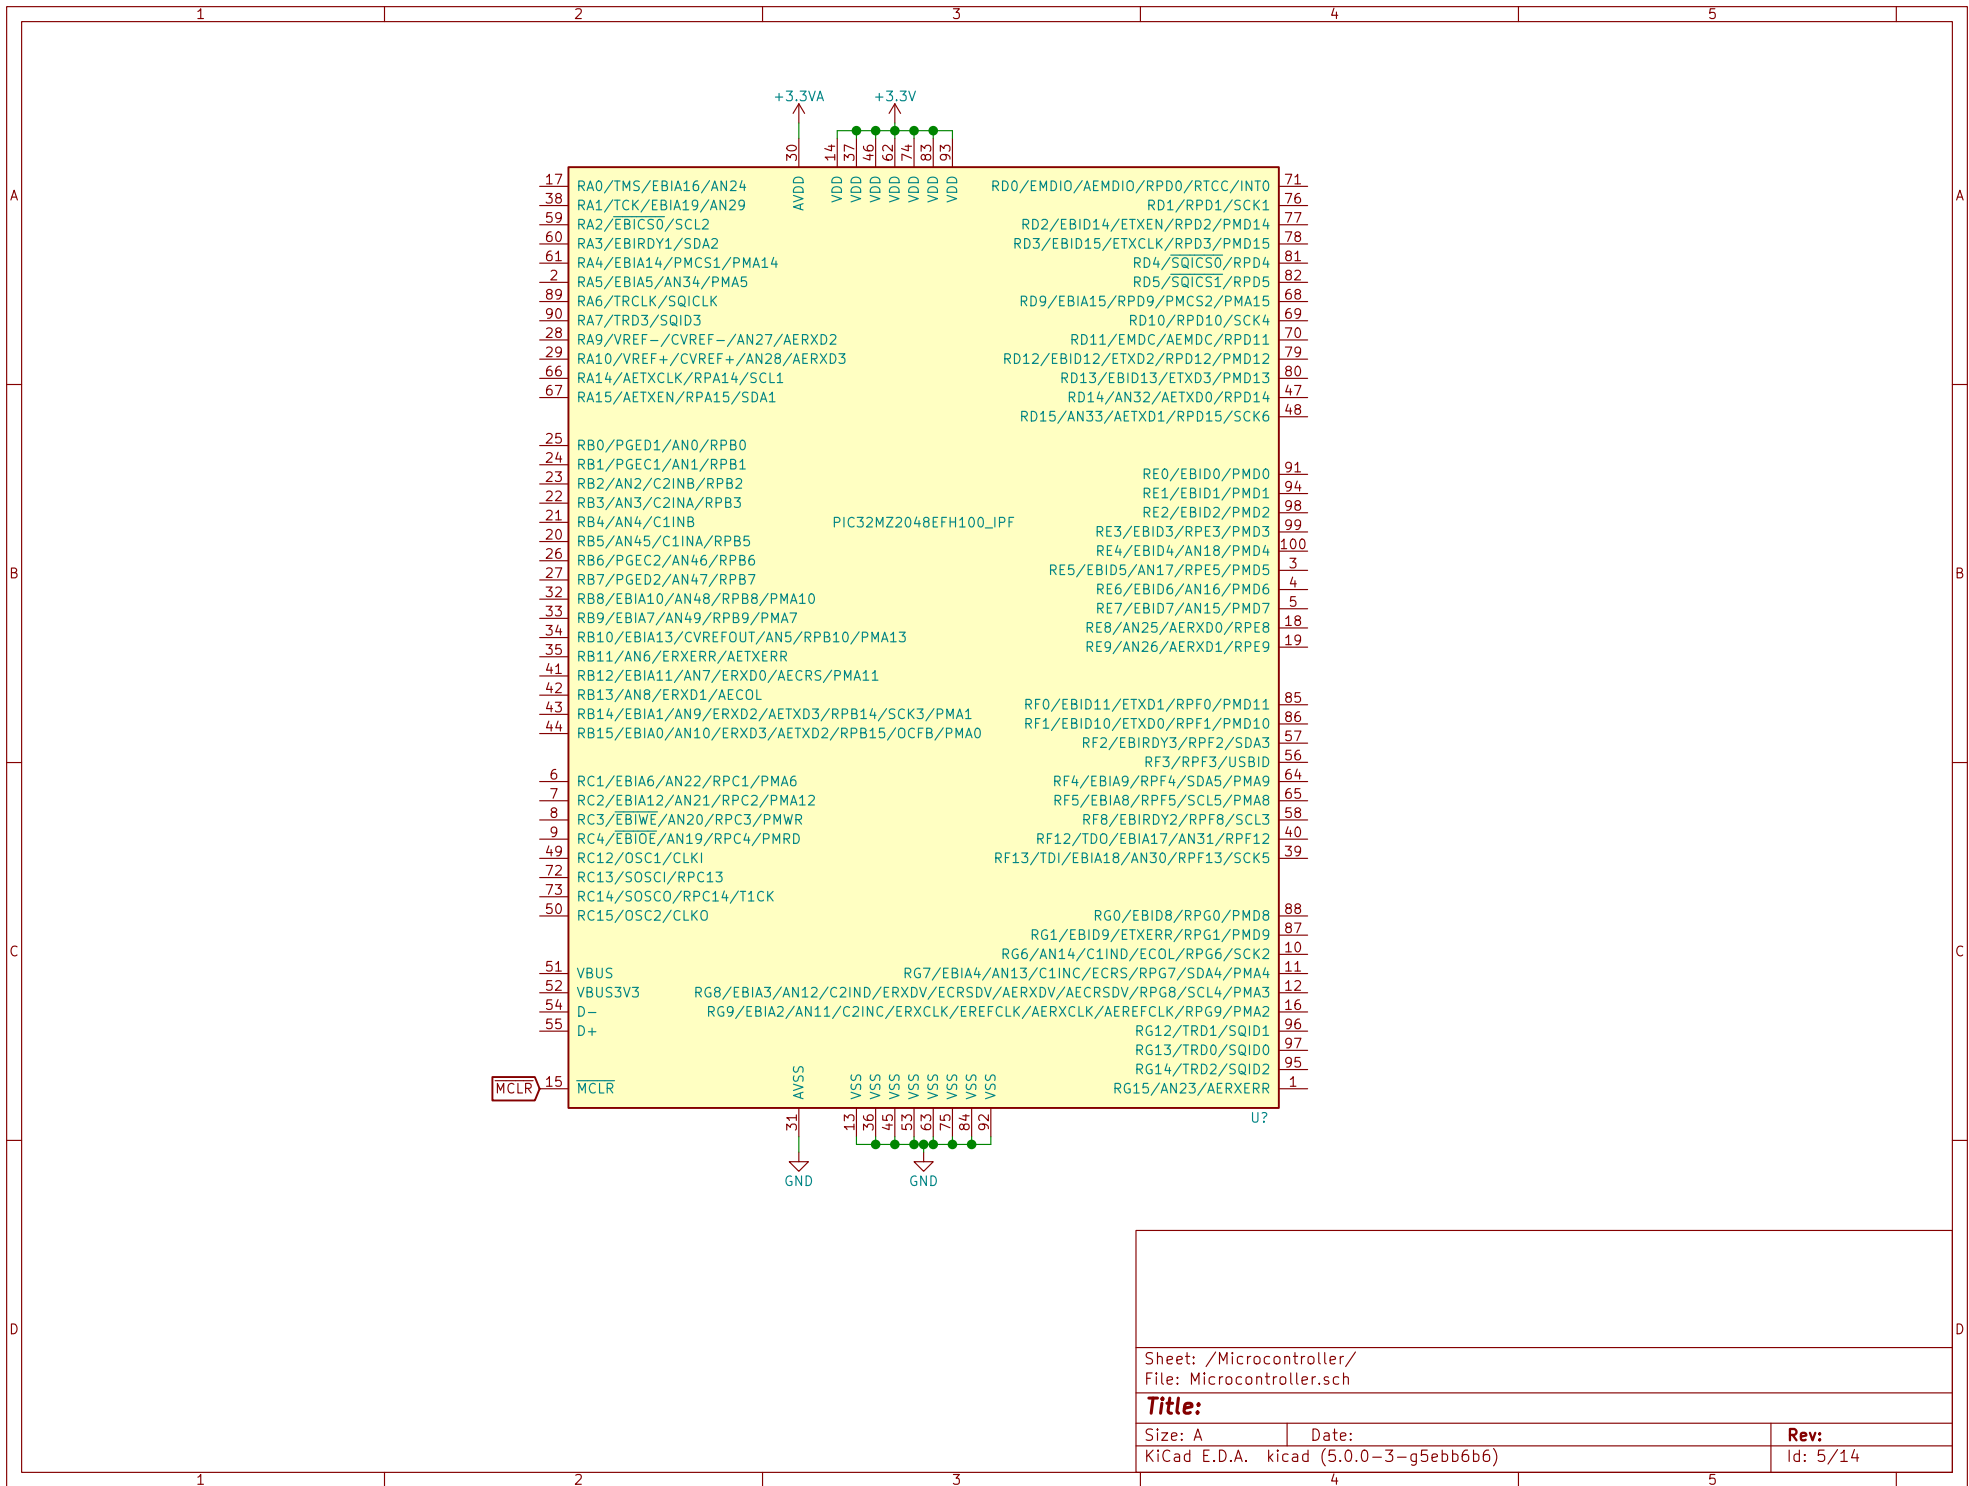 1 2 3 4 5
+3.3VA +3.3V
30 14 37 46 62 74 83 93
AVDD VDD VDD VDD VDD VDD VDD VDD
17 RA0/TMS/EBIA16/AN24 RD0/EMDIO/AEMDIO/RPD0/RTCC/INT0 71
A A
38 RA1/TCK/EBIA19/AN29 RD1/RPD1/SCK1 76
59 RA2/EBICS0/SCL2 RD2/EBID14/ETXEN/RPD2/PMD14 77
60 RA3/EBIRDY1/SDA2 RD3/EBID15/ETXCLK/RPD3/PMD15 78
61 RA4/EBIA14/PMCS1/PMA14 RD4/SQICS0/RPD4 81
2 RA5/EBIA5/AN34/PMA5 RD5/SQICS1/RPD5 82
89 RA6/TRCLK/SQICLK RD9/EBIA15/RPD9/PMCS2/PMA15 68
90 RA7/TRD3/SQID3 RD10/RPD10/SCK4 69
28 RA9/VREF-/CVREF-/AN27/AERXD2 RD11/EMDC/AEMDC/RPD11 70
29 RA10/VREF+/CVREF+/AN28/AERXD3 RD12/EBID12/ETXD2/RPD12/PMD12 79
66 RA14/AETXCLK/RPA14/SCL1 RD13/EBID13/ETXD3/PMD13 80
67 RA15/AETXEN/RPA15/SDA1 RD14/AN32/AETXD0/RPD14 47
RD15/AN33/AETXD1/RPD15/SCK6 48
25 RB0/PGED1/AN0/RPB0
24 RB1/PGEC1/AN1/RPB1 RE0/EBID0/PMD0 91
23 RB2/AN2/C2INB/RPB2 RE1/EBID1/PMD1 94
22 RB3/AN3/C2INA/RPB3 RE2/EBID2/PMD2 98
21 RB4/AN4/C1INB PIC32MZ2048EFH100_IPF RE3/EBID3/RPE3/PMD3 99
20 RB5/AN45/C1INA/RPB5 RE4/EBID4/AN18/PMD4 100
26 RB6/PGEC2/AN46/RPB6 RE5/EBID5/AN17/RPE5/PMD5 3
B B
27 RB7/PGED2/AN47/RPB7 RE6/EBID6/AN16/PMD6 4
32 RB8/EBIA10/AN48/RPB8/PMA10 RE7/EBID7/AN15/PMD7 5
33 RB9/EBIA7/AN49/RPB9/PMA7 RE8/AN25/AERXD0/RPE8 18
34 RB10/EBIA13/CVREFOUT/AN5/RPB10/PMA13 RE9/AN26/AERXD1/RPE9 19
35 RB11/AN6/ERXERR/AETXERR
41 RB12/EBIA11/AN7/ERXD0/AECRS/PMA11
42 RB13/AN8/ERXD1/AECOL RF0/EBID11/ETXD1/RPF0/PMD11 85
43 RB14/EBIA1/AN9/ERXD2/AETXD3/RPB14/SCK3/PMA1 RF1/EBID10/ETXD0/RPF1/PMD10 86
44 RB15/EBIA0/AN10/ERXD3/AETXD2/RPB15/OCFB/PMA0 RF2/EBIRDY3/RPF2/SDA3 57
RF3/RPF3/USBID 56
6 RC1/EBIA6/AN22/RPC1/PMA6 RF4/EBIA9/RPF4/SDA5/PMA9 64
7 RC2/EBIA12/AN21/RPC2/PMA12 RF5/EBIA8/RPF5/SCL5/PMA8 65
8 RC3/EBIWE/AN20/RPC3/PMWR RF8/EBIRDY2/RPF8/SCL3 58
9 RC4/EBIOE/AN19/RPC4/PMRD RF12/TDO/EBIA17/AN31/RPF12 40
49 RC12/OSC1/CLKI RF13/TDI/EBIA18/AN30/RPF13/SCK5 39
72 RC13/SOSCI/RPC13
73 RC14/SOSCO/RPC14/T1CK
50 RC15/OSC2/CLKO RG0/EBID8/RPG0/PMD8 88
RG1/EBID9/ETXERR/RPG1/PMD9 87
C C
RG6/AN14/C1IND/ECOL/RPG6/SCK2 10
51 VBUS RG7/EBIA4/AN13/C1INC/ECRS/RPG7/SDA4/PMA4 11
52 VBUS3V3 RG8/EBIA3/AN12/C2IND/ERXDV/ECRSDV/AERXDV/AECRSDV/RPG8/SCL4/PMA3 12
54 D- RG9/EBIA2/AN11/C2INC/ERXCLK/EREFCLK/AERXCLK/AEREFCLK/RPG9/PMA2 16
55 D+ RG12/TRD1/SQID1 96
RG13/TRD0/SQID0 97
RG14/TRD2/SQID2 95
MCLR 15 MCLR RG15/AN23/AERXERR 1
AVSS VSS VSS VSS VSS VSS VSS VSS VSS
31 13 36 45 53 63 75 84 92
U?
GND GND
D D
Sheet: /Microcontroller/
File: Microcontroller.sch
Title:
Size: A Date: Rev:
KiCad E.D.A. kicad (5.0.0-3-g5ebb6b6) Id: 5/14
1 2 3 4 5